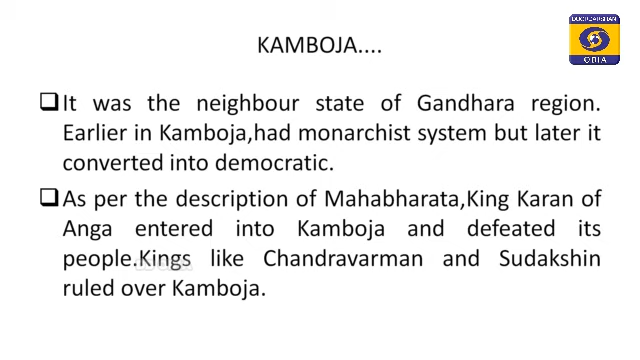 DOORDARSHAN
ODIA
KAMBOJA....
❑It was the neighbour state of Gandhara region.
Earlier in Kamboja,had monarchist system but later it
converted into democratic.
❑As per the description of Mahabharata,King Karan of
Anga entered into Kamboja and defeated its
people.Kings like Chandravarman and Sudakshin
ruled over Kamboja.